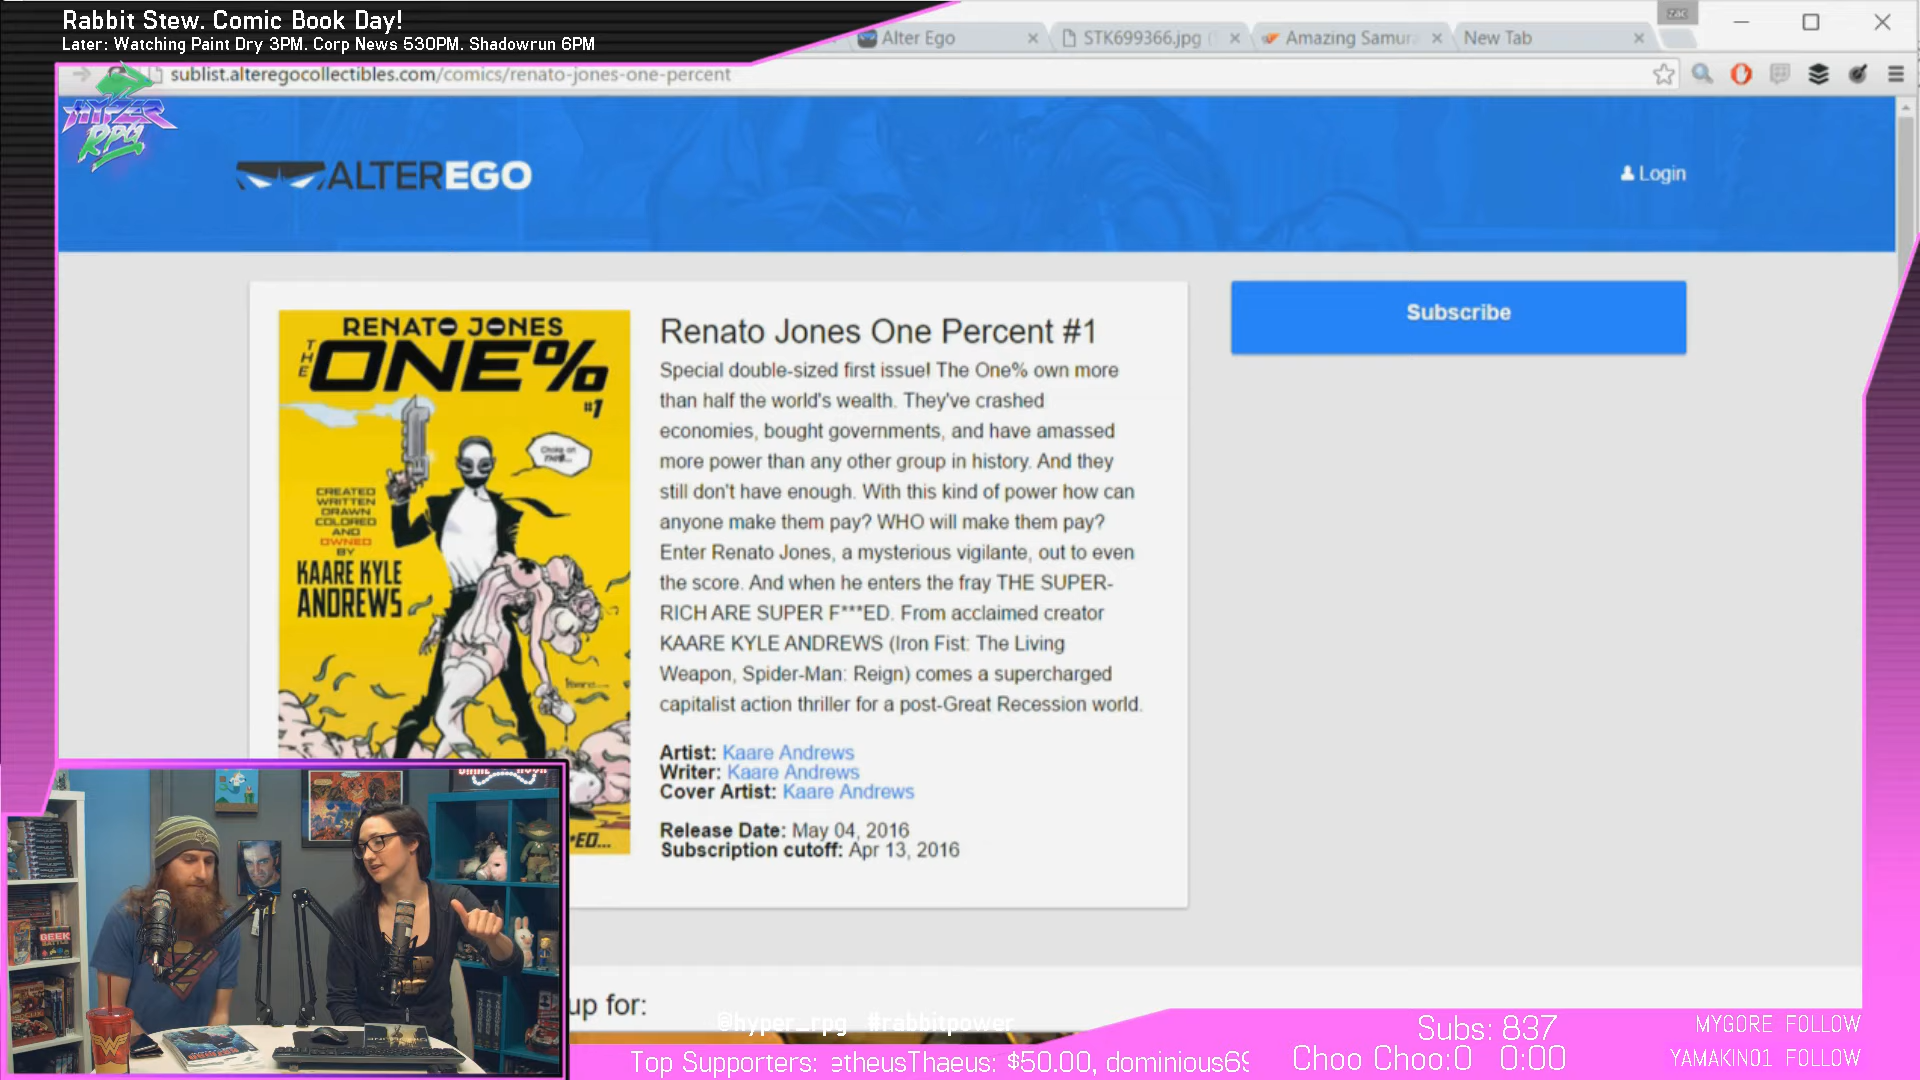 Rabbit Stew. Comic Book Day!
Later: Watching Paint Dry 3PM. Corp News 530PM. Shadowrun 6PM
Alter Ego
STK699366.jpg (
Amazing Samura
New Tab
zac
sublist.alteregocollectibles.com/comics/renato-jones-one-percent
HYPER
RPG
ALTEREGO
Login
RENATO JONES
THE
ONE%
#1
CREATED
WRITTEN
DRAWN
COLORED
AND
OWNED
BY
KAARE KYLE
ANDREWS
ED...
Renato Jones One Percent #1
Special double-sized first issue! The One% own more
than half the world's wealth. They've crashed
economies, bought governments, and have amassed
more power than any other group in history. And they
still don't have enough. With this kind of power how can
anyone make them pay? WHO will make them pay?
Enter Renato Jones, a mysterious vigilante, out to even
the score. And when he enters the fray THE SUPER-
RICH ARE SUPER F***ED. From acclaimed creator
KAARE KYLE ANDREWS (Iron Fist: The Living
Weapon, Spider-Man: Reign) comes a supercharged
capitalist action thriller for a post-Great Recession world.
Artist: Kaare Andrews
Writer: Kaare Andrews
Cover Artist: Kaare Andrews
Release Date: May 04, 2016
Subscription cutoff: Apr 13, 2016
Subscribe
GEEK
BATTLE
up for:
@hyper_rpg #rabbitpower
Top Supporters: etheusThaeus: $50.00, dominious69
Subs: 837
Choo Choo:0 0:00
MYGORE FOLLOW
YAMAKIN01 FOLLOW